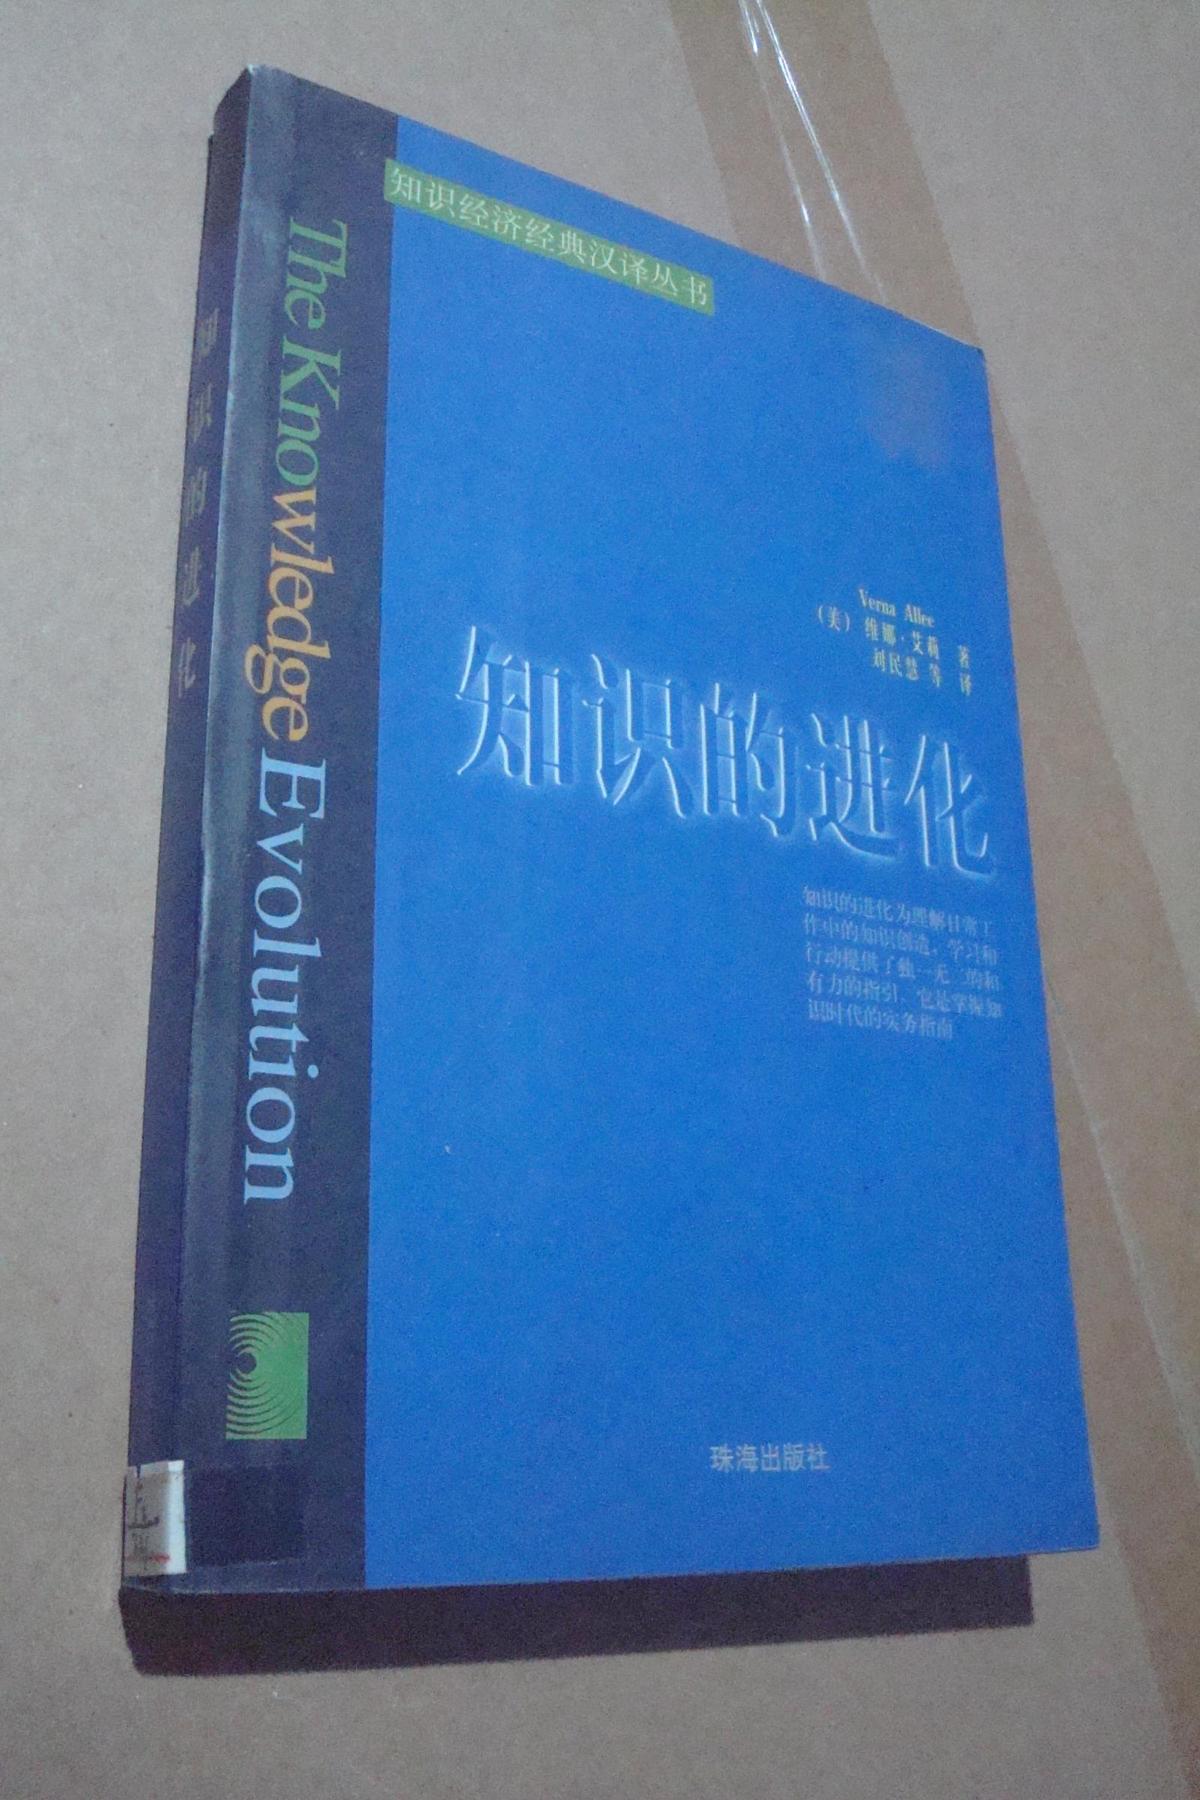 知识经济经典汉译丛书
The Knowledge Evolution
Verna Allee
(美) 维娜·艾莉 著
刘民慧 等 译
知识的进化
知识的进化为理解日常工
作中的知识创造、学习和
行动提供了独一无二的和
有力的指引、它是掌握知
识时代的实务指南
珠海出版社
知识的进化